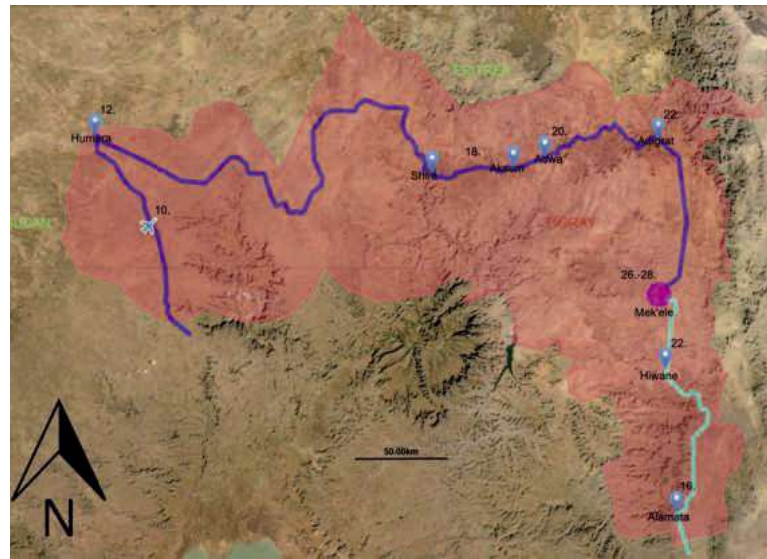 ERITREA
12.
Humera
22.
Adigrat
20.
Adwa
18.
Aksum
Shire
10.
SUDAN
TIGRAY
26.-28.
Mek'ele
22.
Hiwane
50.00km
16.
Alamata
N